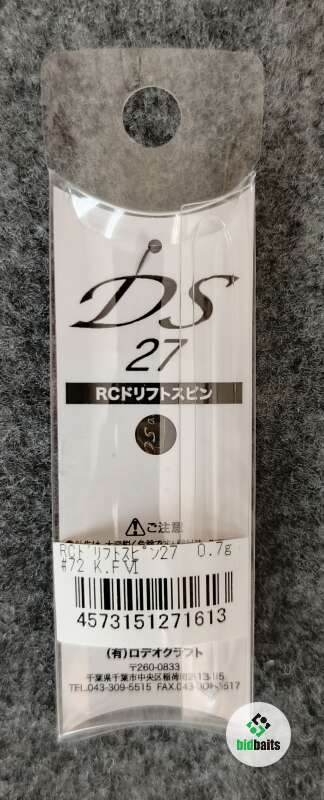 DS
27
RCドリフトスピン
⚠ご注意
RCドリフトスピン27 0.7g
#72 K.FⅥ
4573151271613
(有)ロデオクラフト
〒260-0833
千葉県千葉市中央区稲荷町
TEL.043-309-5515 FAX.043-
bidbaits